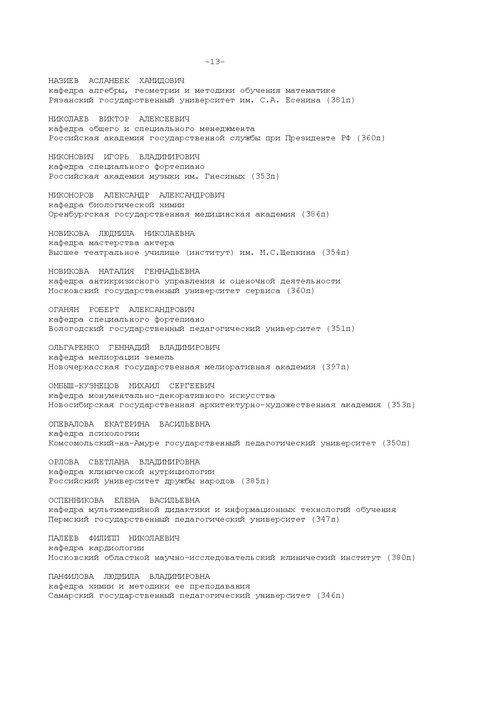 -13-
НАЗИЕВ АСЛАНБЕК ХАМИДОВИЧ
кафедра алгебры, геометрии и методики обучения математике
Рязанский государственный университет им. С.А. Есенина (381п)
НИКОЛАЕВ ВИКТОР АЛЕКСЕЕВИЧ
кафедра общего и специального менеджмента
Российская академия государственной службы при Президенте РФ (360п)
НИКОНОВИЧ ИГОРЬ ВЛАДИМИРОВИЧ
кафедра специального фортепиано
Российская академия музыки им. Гнесиных (353п)
НИКОНОРОВ АЛЕКСАНДР АЛЕКСАНДРОВИЧ
кафедра биологической химии
Оренбургская государственная медицинская академия (386п)
НОВИКОВА ЛЮДМИЛА НИКОЛАЕВНА
кафедра мастерства актера
Высшее театральное училище (институт) им. М.С.Щепкина (354п)
НОВИКОВА НАТАЛИЯ ГЕННАДЬЕВНА
кафедра антикризисного управления и оценочной деятельности
Московский государственный университет сервиса (360п)
ОГАНЯН РОБЕРТ АЛЕКСАНДРОВИЧ
кафедра специального фортепиано
Вологодский государственный педагогический университет (351п)
ОЛЬГАРЕНКО ГЕННАДИЙ ВЛАДИМИРОВИЧ
кафедра мелиорации земель
Новочеркасская государственная мелиоративная академия (397п)
ОМБЫШ-КУЗНЕЦОВ МИХАИЛ СЕРГЕЕВИЧ
кафедра монументально-декоративного искусства
Новосибирская государственная архитектурно-художественная академия (353п)
ОПЕВАЛОВА ЕКАТЕРИНА ВАСИЛЬЕВНА
кафедра психологии
Комсомольский-на-Амуре государственный педагогический университет (350п)
ОРЛОВА СВЕТЛАНА ВЛАДИМИРОВНА
кафедра клинической нутрициологии
Российский университет дружбы народов (385п)
ОСПЕННИКОВА ЕЛЕНА ВАСИЛЬЕВНА
кафедра мультимедийной дидактики и информационных технологий обучения
Пермский государственный педагогический университет (347п)
ПАЛЕЕВ ФИЛИПП НИКОЛАЕВИЧ
кафедра кардиологии
Московский областной научно-исследовательский клинический институт (380п)
ПАНФИЛОВА ЛЮДМИЛА ВЛАДИМИРОВНА
кафедра химии и методики ее преподавания
Самарский государственный педагогический университет (346п)